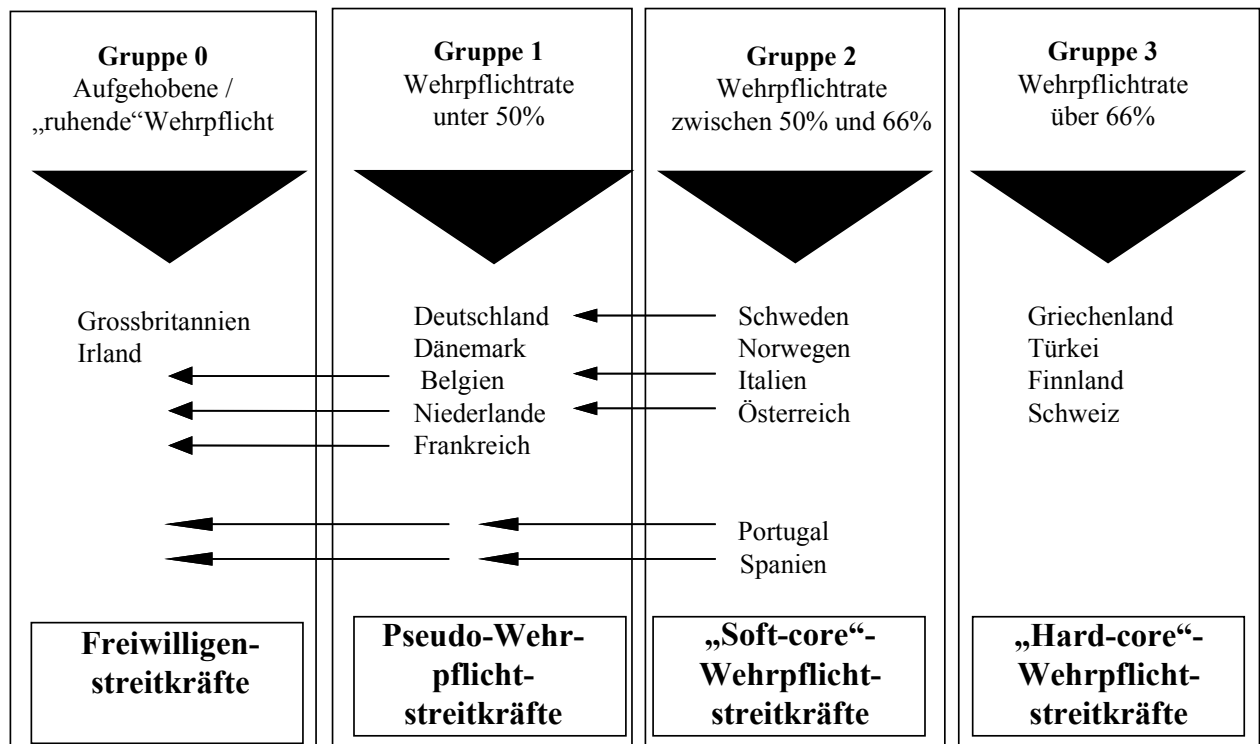 Gruppe 0
Aufgehobene /
„ruhende“Wehrpflicht
Grossbritannien
Irland
Freiwilligen-
streitkräfte
Gruppe 1
Wehrpflichtrate
unter 50%
Deutschland
Dänemark
Belgien
Niederlande
Frankreich
Pseudo-Wehr-
pflicht-
streitkräfte
Gruppe 2
Wehrpflichtrate
zwischen 50% und 66%
Schweden
Norwegen
Italien
Österreich
Portugal
Spanien
„Soft-core“-
Wehrpflicht-
streitkräfte
Gruppe 3
Wehrpflichtrate
über 66%
Griechenland
Türkei
Finnland
Schweiz
„Hard-core“-
Wehrpflicht-
streitkräfte